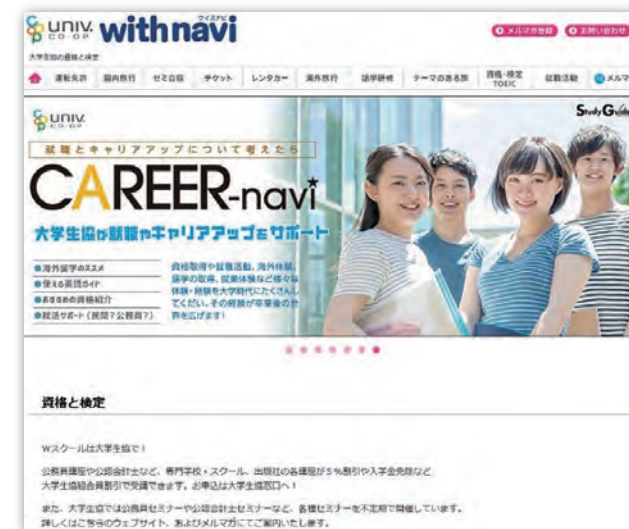 UNIV. CO-OP
withnavi
ウイズナビ
メルマガ登録
お問い合わせ
大学生協の資格と検定
運転免許 国内旅行 ゼミ合宿 チケット レンタカー 海外旅行 語学研修 テーマのある旅 資格・検定 TOEIC 就職活動 メルマ
UNIV. CO-OP
就職とキャリアアップについて考えたら
CAREER-navi
大学生協が就職やキャリアアップをサポート
●海外留学のススメ
●使える英語ガイド
●おすすめの資格紹介
●就活サポート（民間？公務員？）
資格取得や就職活動、海外体験、
語学の取得、就業体験など様々な
体験・経験を大学時代にたくさんし
てください。その経験が卒業後の世
界を広げます！
資格と検定
Wスクールは大学生協で！
公務員講座や公認会計士など、専門学校・スクール、出版社の各講座が5％割引や入学金免除など
大学生協組合員割引で受講できます。お申込は大学生協窓口へ！
また、大学生協では公務員セミナーや公認会計士セミナーなど、各種セミナーを不定期で開催しています。
詳しくはこちらのウェブサイト、およびメルマガにてご案内いたします。